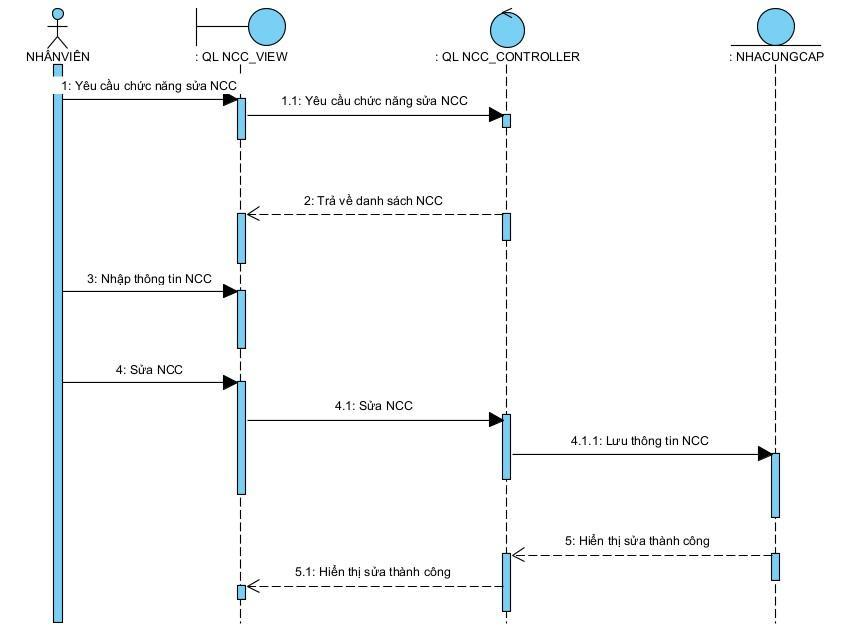 NHÂNVIÊN
: QL NCC_VIEW
: QL NCC_CONTROLLER
: NHACUNGCAP
1: Yêu cầu chức năng sửa NCC
1.1: Yêu cầu chức năng sửa NCC
2: Trả về danh sách NCC
3: Nhập thông tin NCC
4: Sửa NCC
4.1: Sửa NCC
4.1.1: Lưu thông tin NCC
5: Hiển thị sửa thành công
5.1: Hiển thị sửa thành công